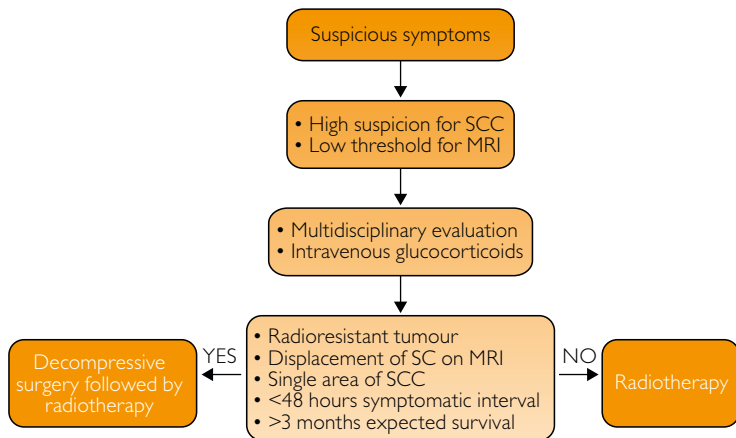 Suspicious symptoms
• High suspicion for SCC
• Low threshold for MRI
• Multidisciplinary evaluation
• Intravenous glucocorticoids
• Radioresistant tumour
• Displacement of SC on MRI
• Single area of SCC
• <48 hours symptomatic interval
• >3 months expected survival
YES
Decompressive
surgery followed by
radiotherapy
NO
Radiotherapy